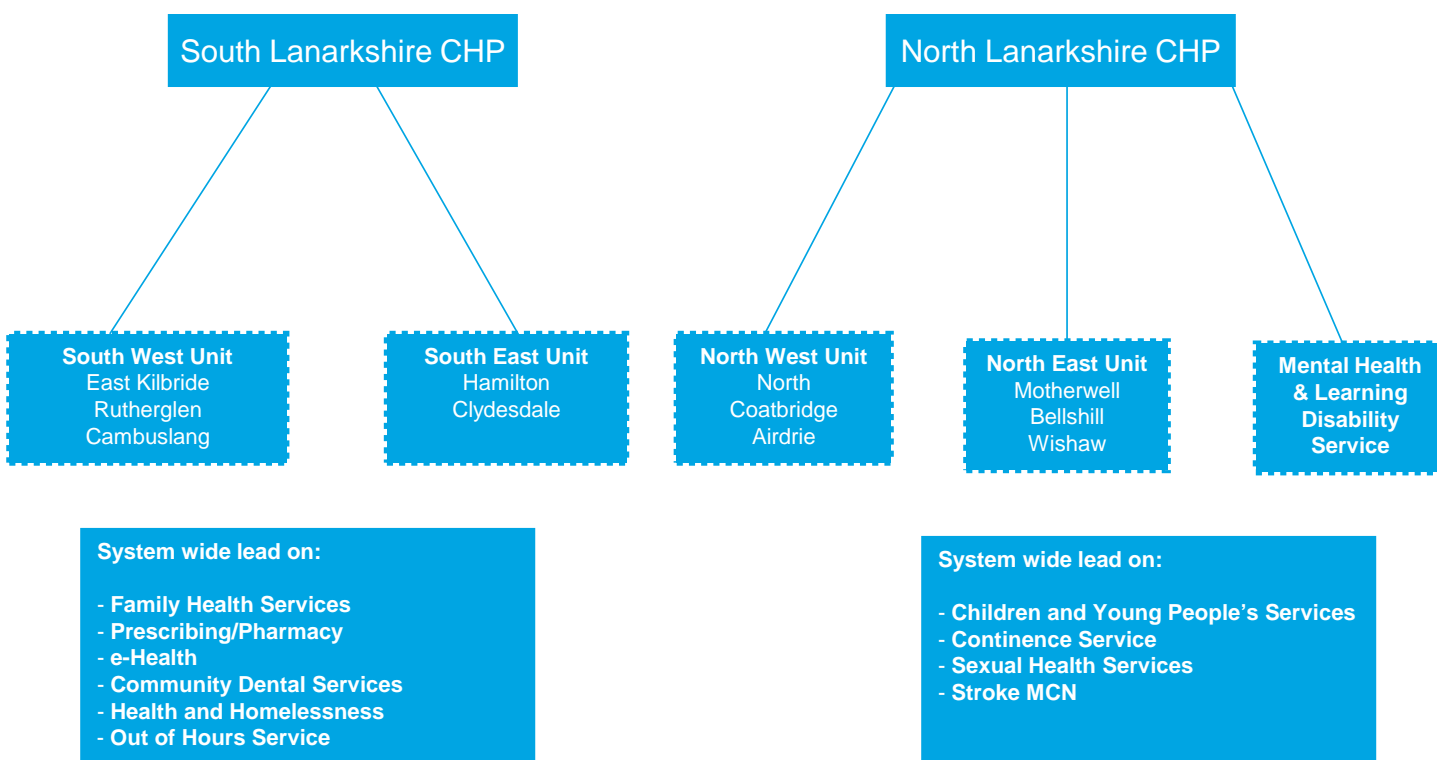 South Lanarkshire CHP
North Lanarkshire CHP
South West Unit
East Kilbride
Rutherglen
Cambuslang
South East Unit
Hamilton
Clydesdale
North West Unit
North
Coatbridge
Airdrie
North East Unit
Motherwell
Bellshill
Wishaw
Mental Health
& Learning
Disability
Service
System wide lead on:
- Family Health Services
- Prescribing/Pharmacy
- e-Health
- Community Dental Services
- Health and Homelessness
- Out of Hours Service
System wide lead on:
- Children and Young People’s Services
- Continence Service
- Sexual Health Services
- Stroke MCN